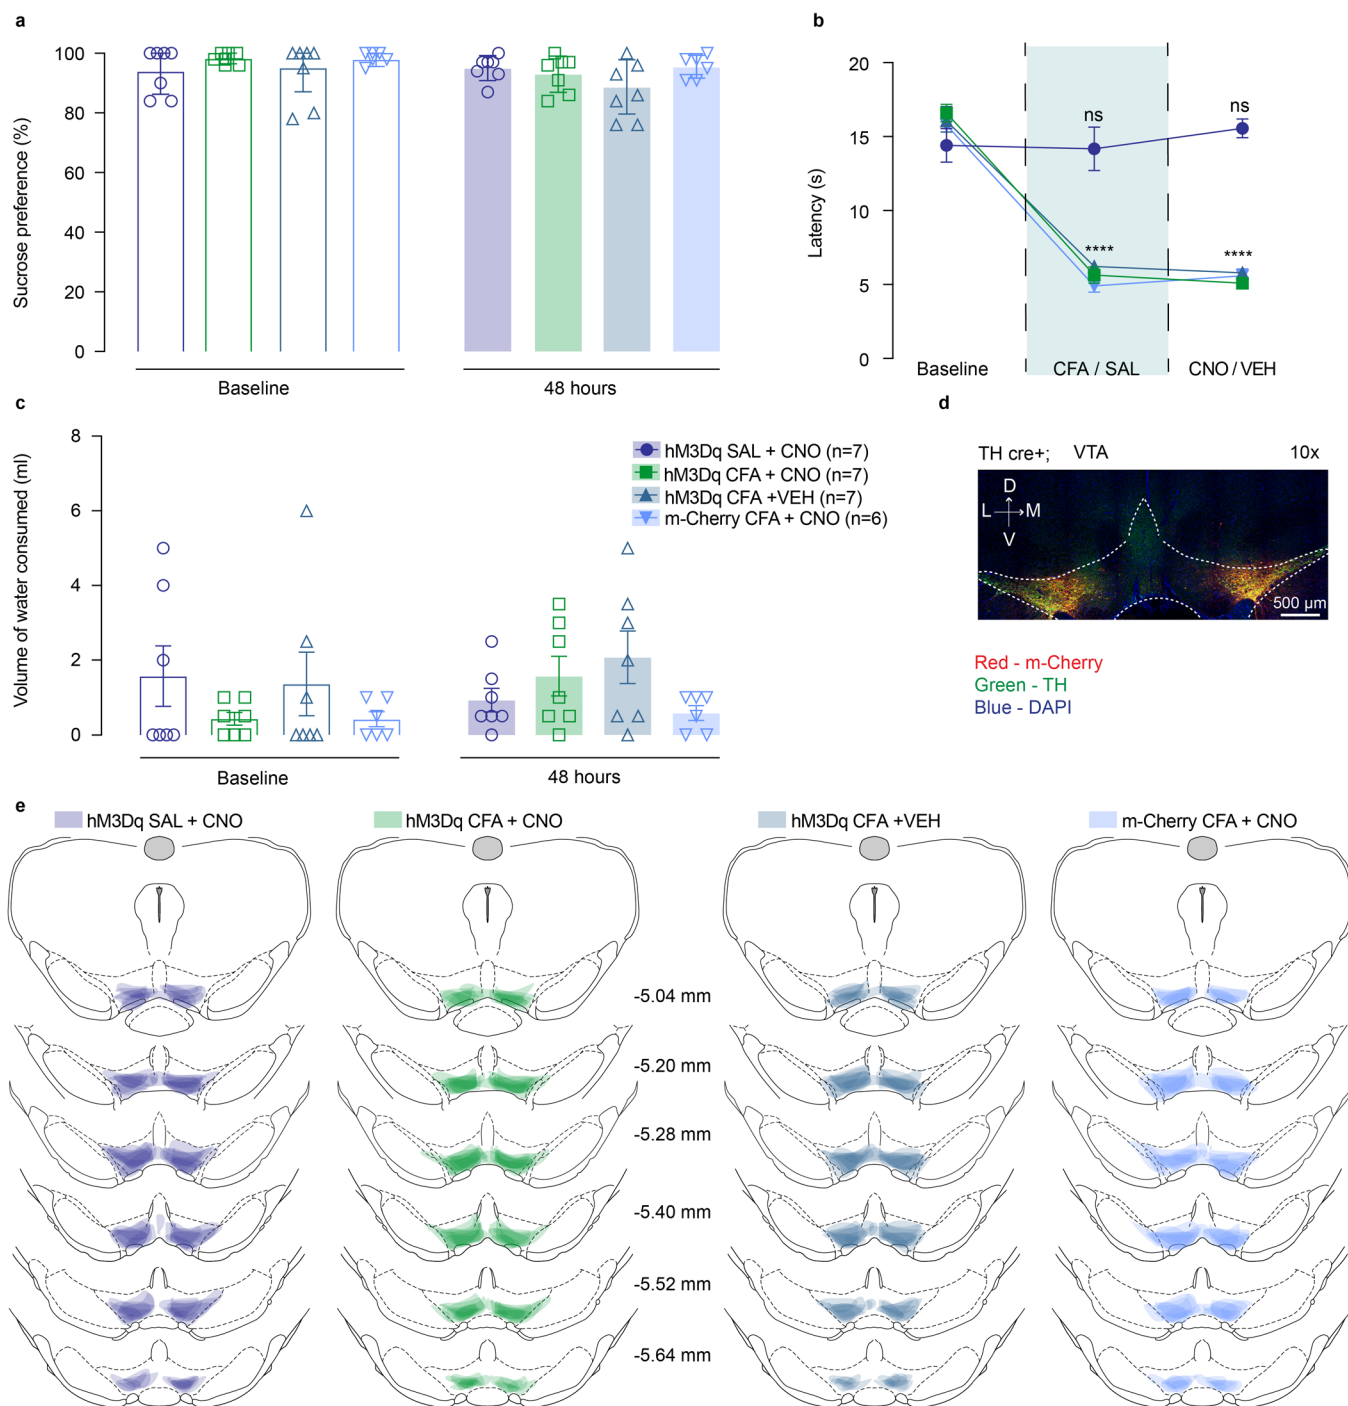 a
Sucrose preference (%)
100
80
60
40
20
0
Baseline
48 hours
b
Latency (s)
20
15
10
5
0
ns
ns
****
****
Baseline
CFA / SAL
CNO / VEH
c
Volume of water consumed (ml)
8
6
4
2
0
Baseline
48 hours
hM3Dq SAL + CNO (n=7)
hM3Dq CFA + CNO (n=7)
hM3Dq CFA +VEH (n=7)
m-Cherry CFA + CNO (n=6)
d
TH cre+; VTA 10x
D
L M
V
500 µm
Red - m-Cherry
Green - TH
Blue - DAPI
e
hM3Dq SAL + CNO
hM3Dq CFA + CNO
hM3Dq CFA +VEH
m-Cherry CFA + CNO
-5.04 mm
-5.20 mm
-5.28 mm
-5.40 mm
-5.52 mm
-5.64 mm